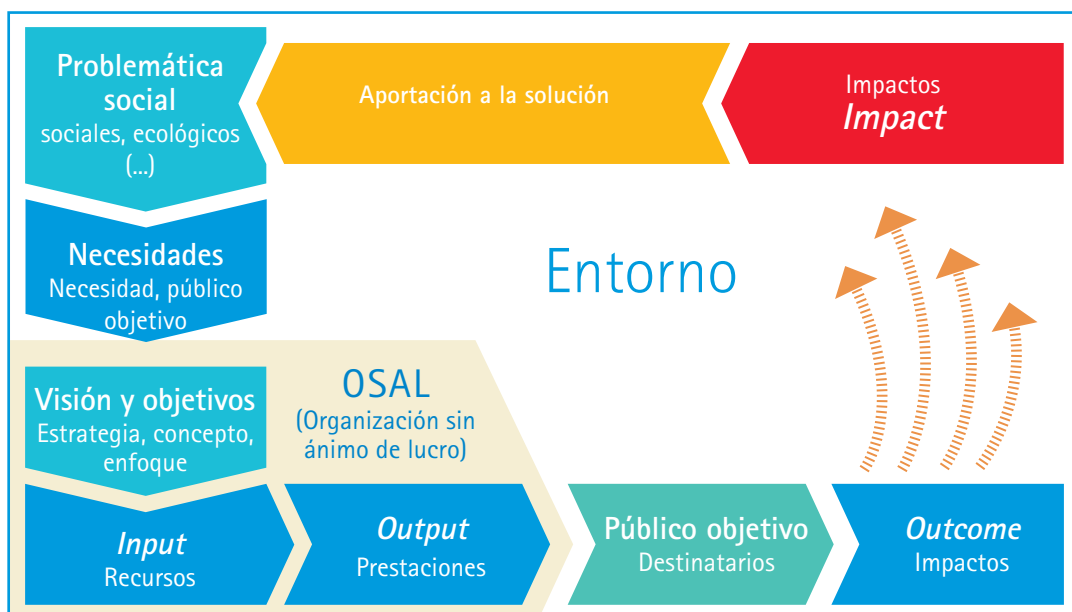 Problemática
social
sociales, ecológicos
(...)
Aportación a la solución
Impactos
Impact
Necesidades
Necesidad, público
objetivo
Entorno
Visión y objetivos
Estrategia, concepto,
enfoque
OSAL
(Organización sin
ánimo de lucro)
Input
Recursos
Output
Prestaciones
Público objetivo
Destinatarios
Outcome
Impactos